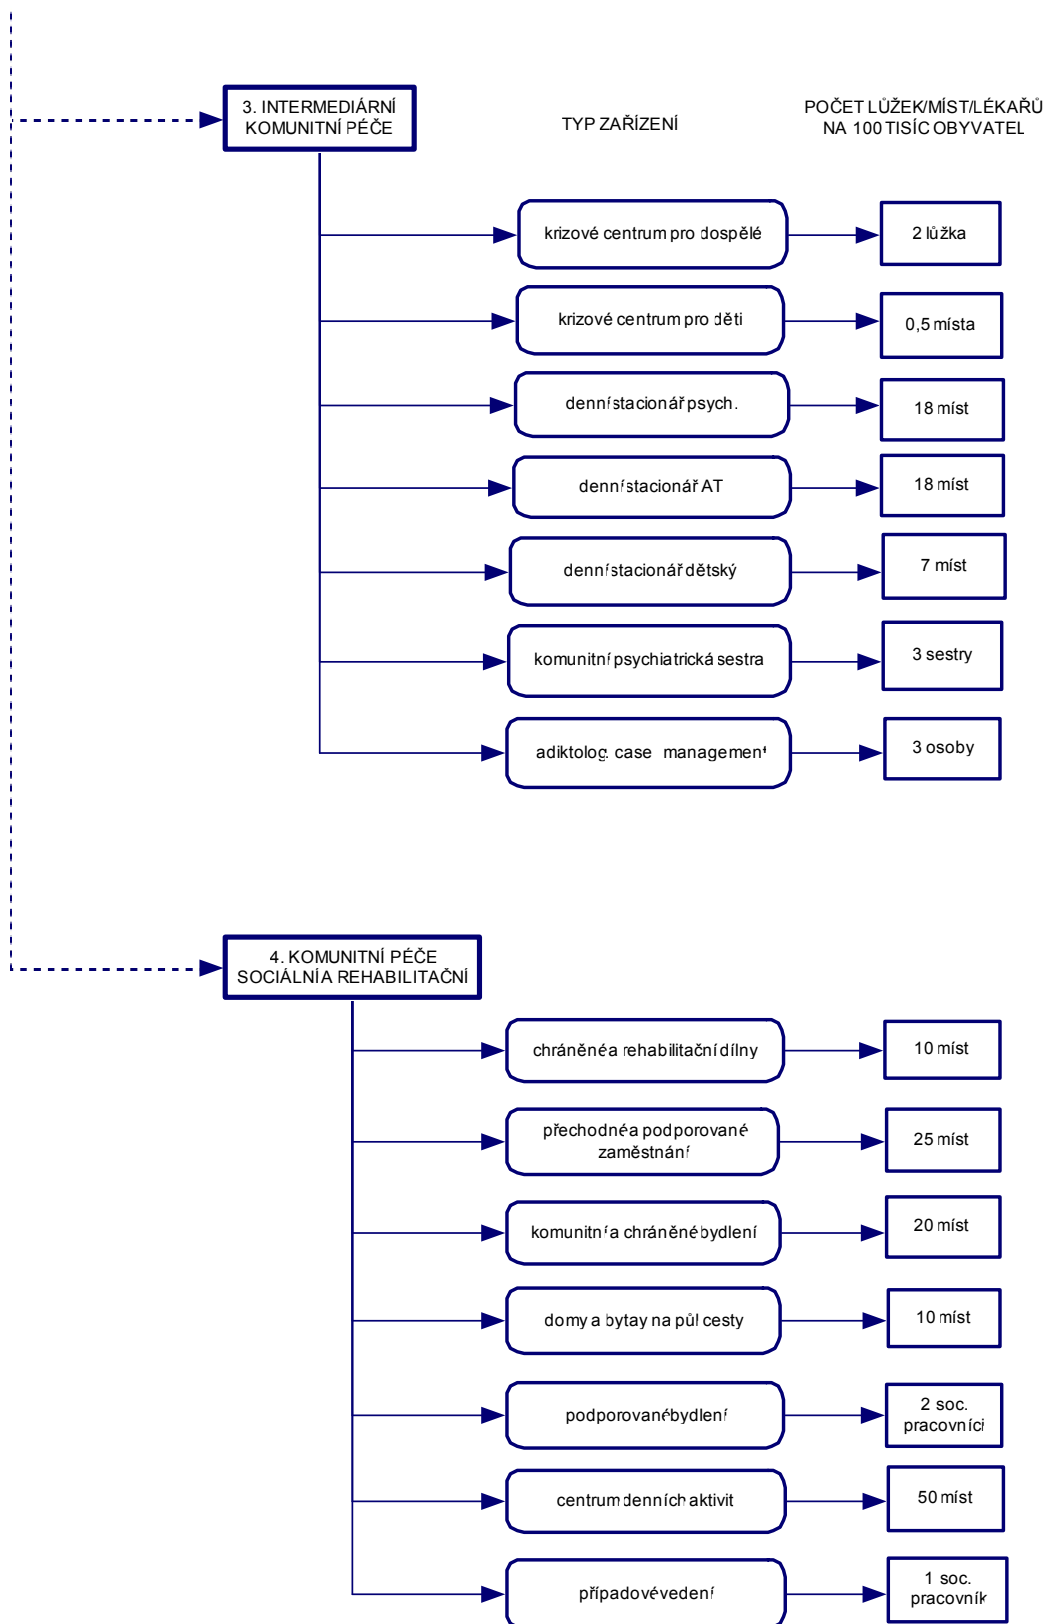 3. INTERMEDIÁRNÍ
KOMUNITNÍ PÉČE
TYP ZAŘÍZENÍ
POČET LŮŽEK/MÍST/LÉKAŘŮ
NA 100 TISÍC OBYVATEL
krizové centrum pro dospělé
2 lůžka
krizové centrum pro děti
0,5 místa
denní stacionář psych.
18 míst
denní stacionář AT
18 míst
denní stacionář dětský
7 míst
komunitní psychiatrická sestra
3 sestry
adiktolog. case management
3 osoby
4. KOMUNITNÍ PÉČE
SOCIÁLNÍ A REHABILITAČNÍ
chráněné a rehabilitační dílny
10 míst
přechodné a podporované
zaměstnání
25 míst
komunitní a chráněné bydlení
20 míst
domy a bytay na půl cesty
10 míst
podporované bydlení
2 soc.
pracovníci
centrum denních aktivit
50 míst
případové vedení
1 soc.
pracovník